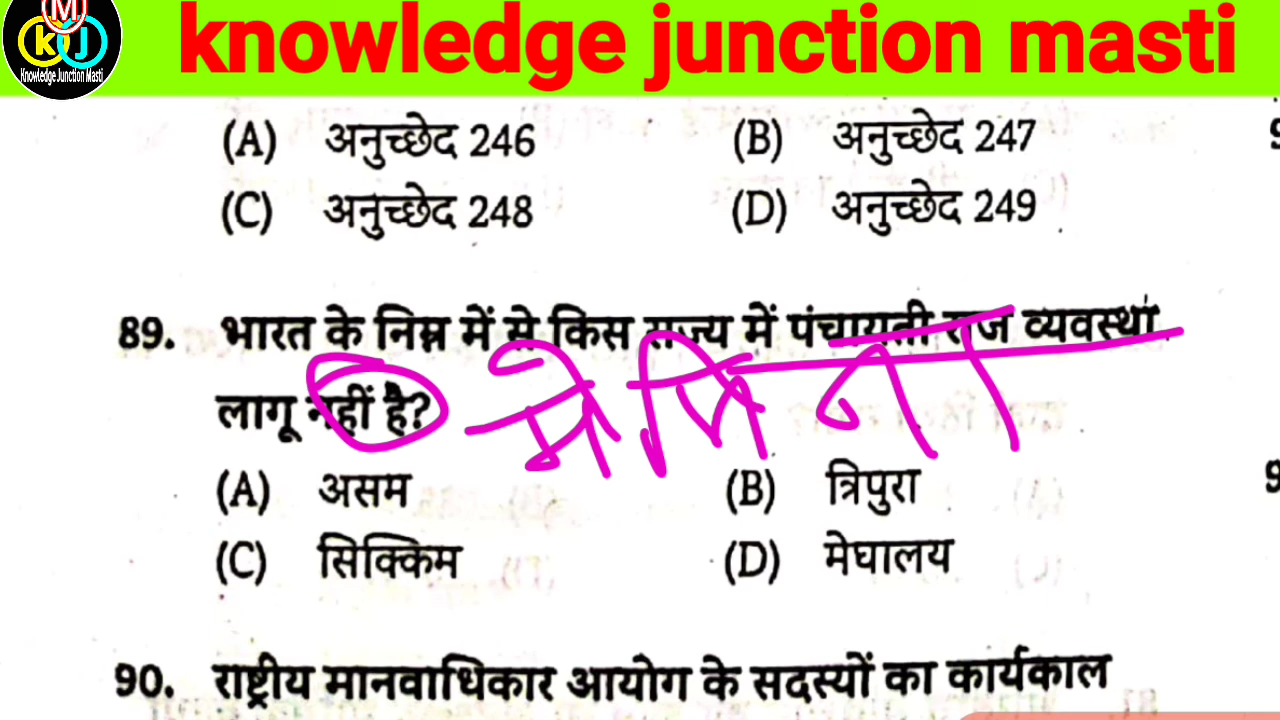 M
KJ
Knowledge Junction Masti
knowledge junction masti
(A) अनुच्छेद 246 (B) अनुच्छेद 247
(C) अनुच्छेद 248 (D) अनुच्छेद 249
89. भारत के निम्न में से किस राज्य में पंचायती राज व्यवस्था
लागू नहीं है?
मे मि ना
(A) असम (B) त्रिपुरा
(C) सिक्किम (D) मेघालय
90. राष्ट्रीय मानवाधिकार आयोग के सदस्यों का कार्यकाल